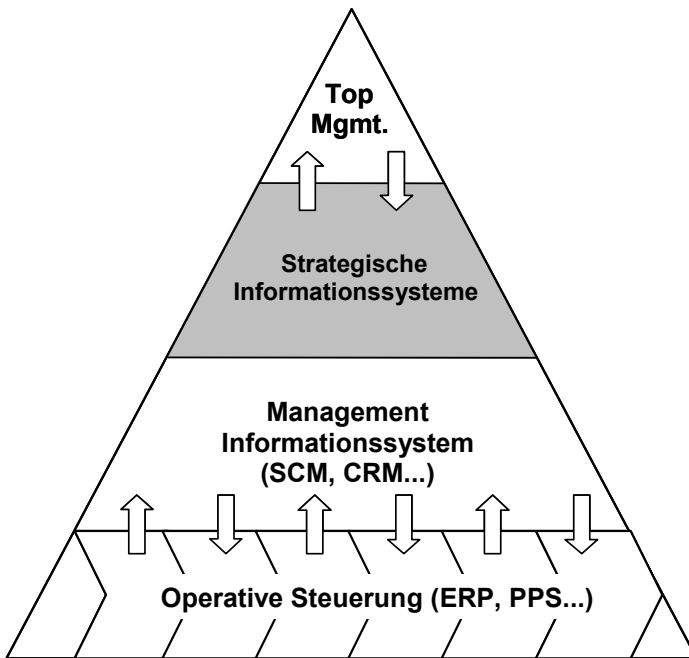 Top
Mgmt.
Strategische
Informationssysteme
Management
Informationssystem
(SCM, CRM...)
Operative Steuerung (ERP, PPS...)